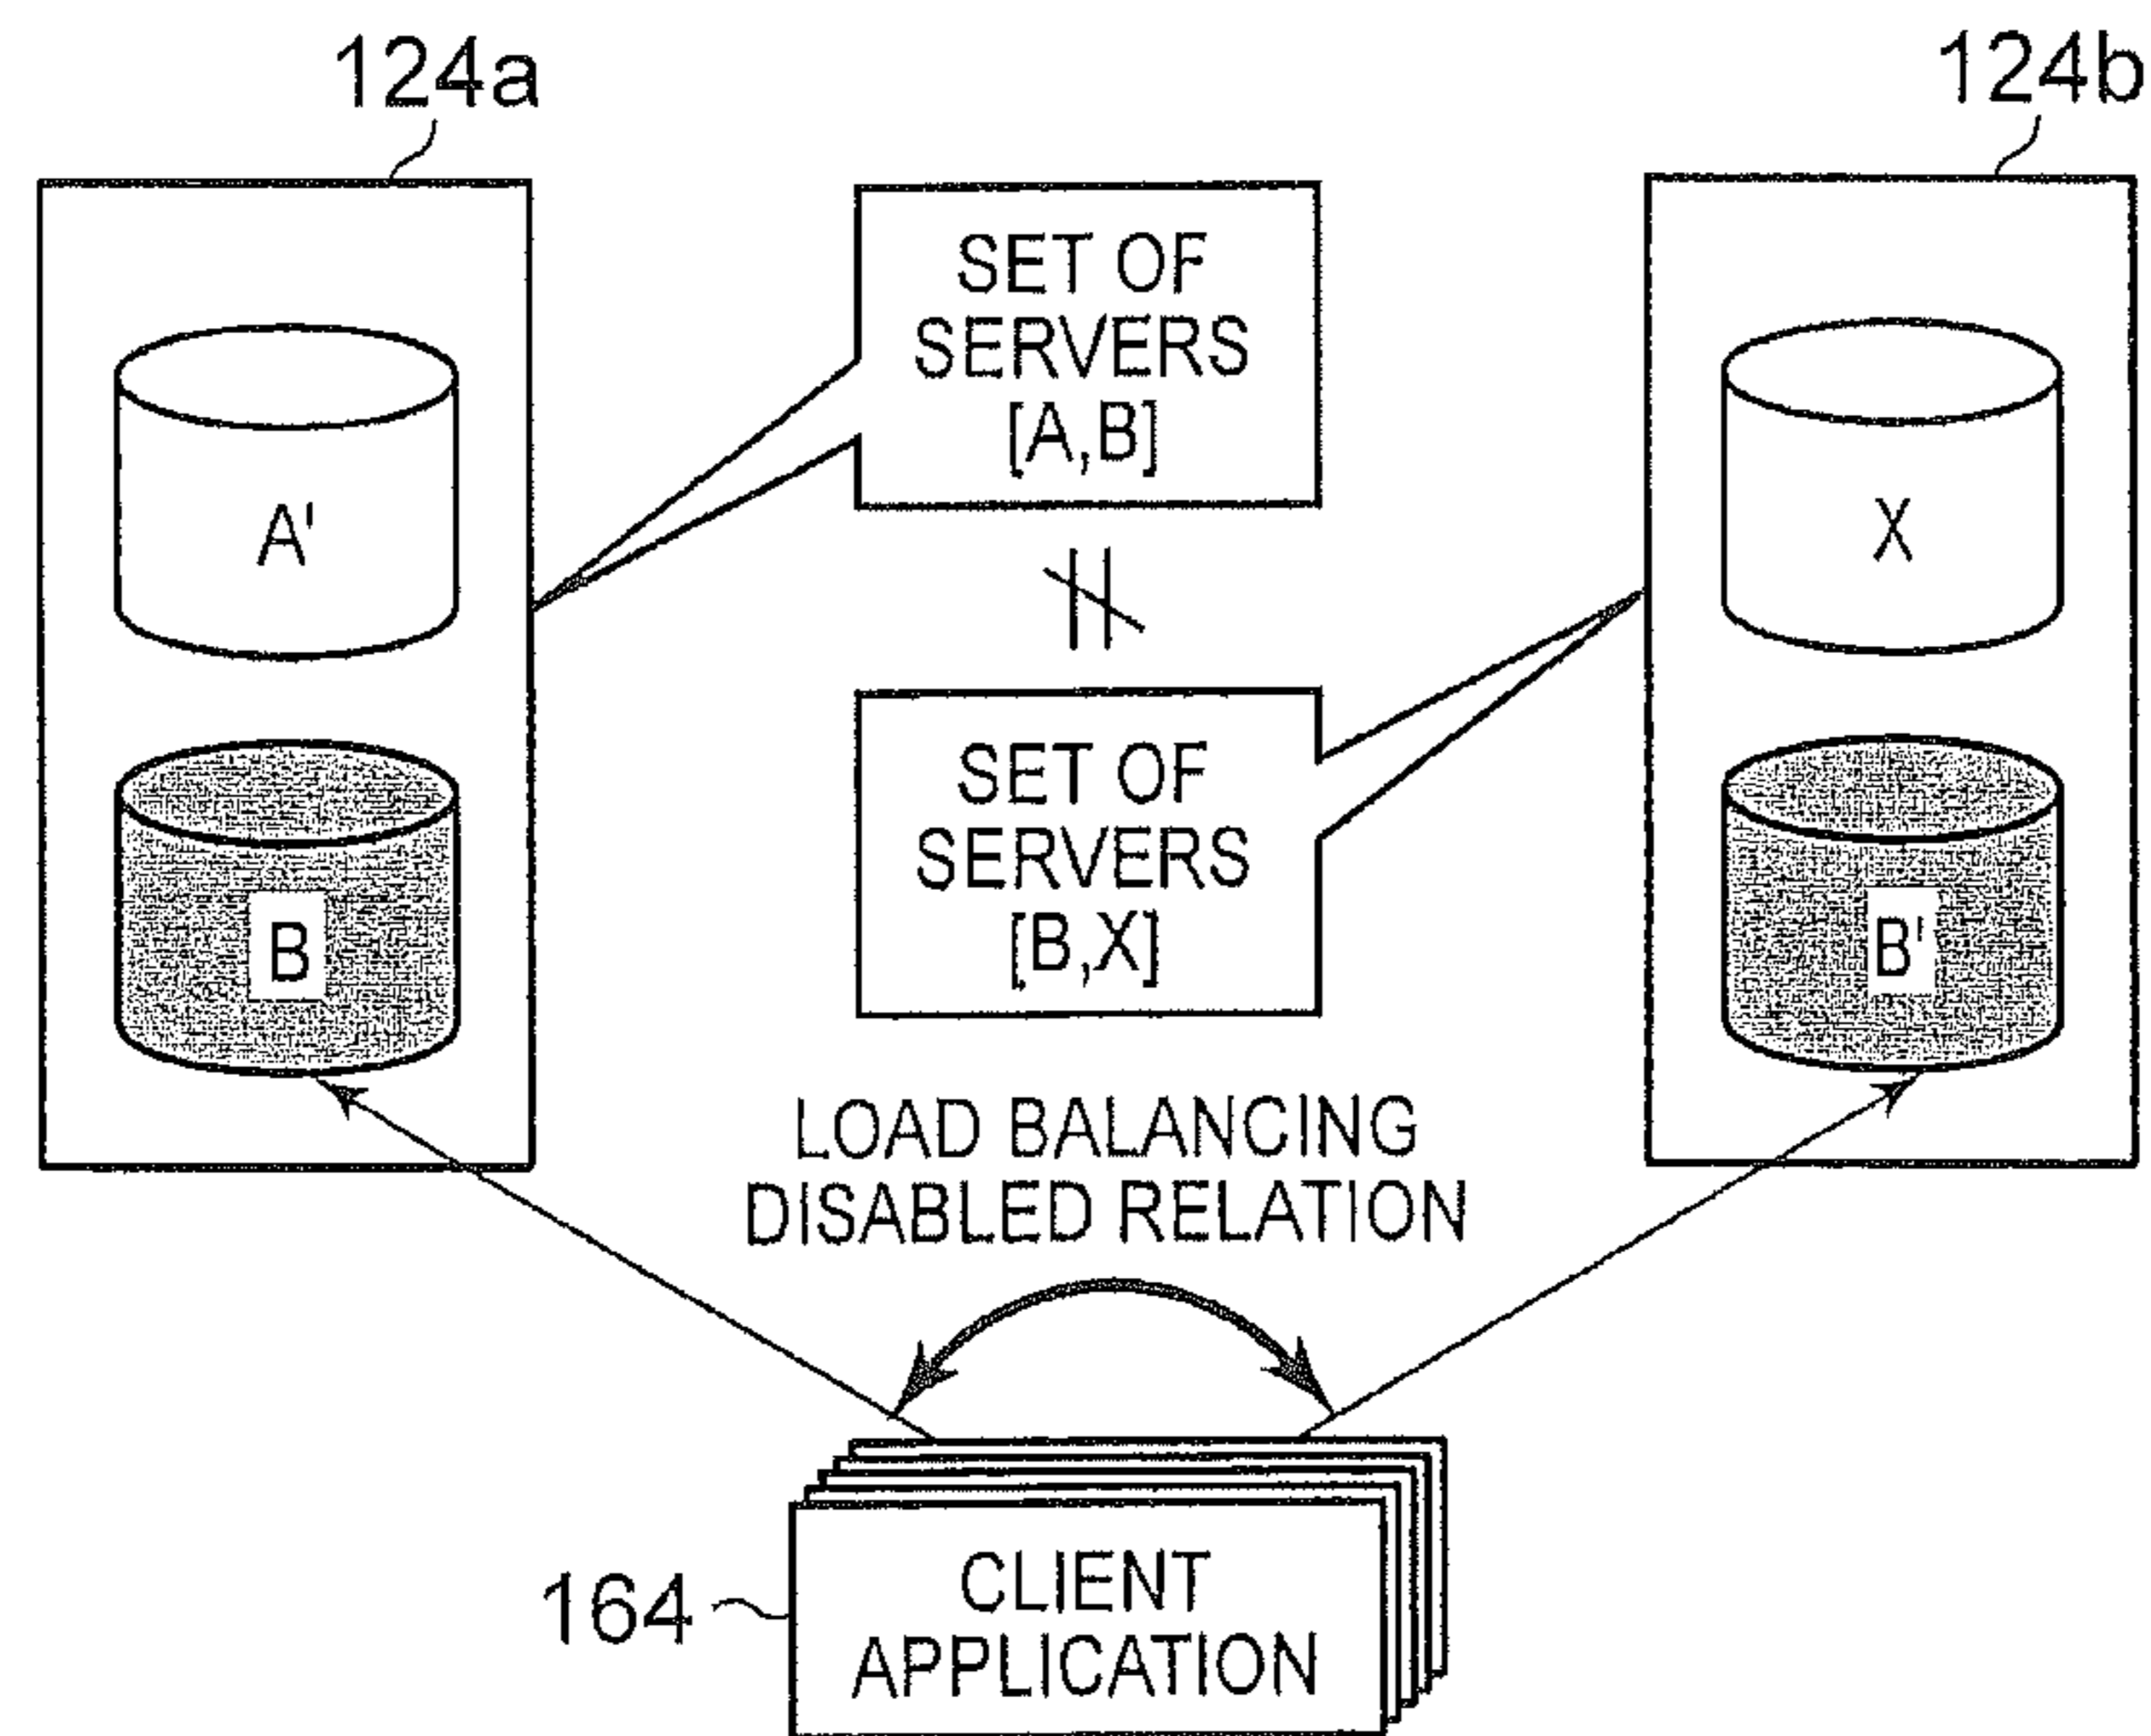 124a
124b
SET OF
SERVERS
[A,B]
A'
X
SET OF
SERVERS
[B,X]
B
B'
LOAD BALANCING
DISABLED RELATION
164
CLIENT
APPLICATION